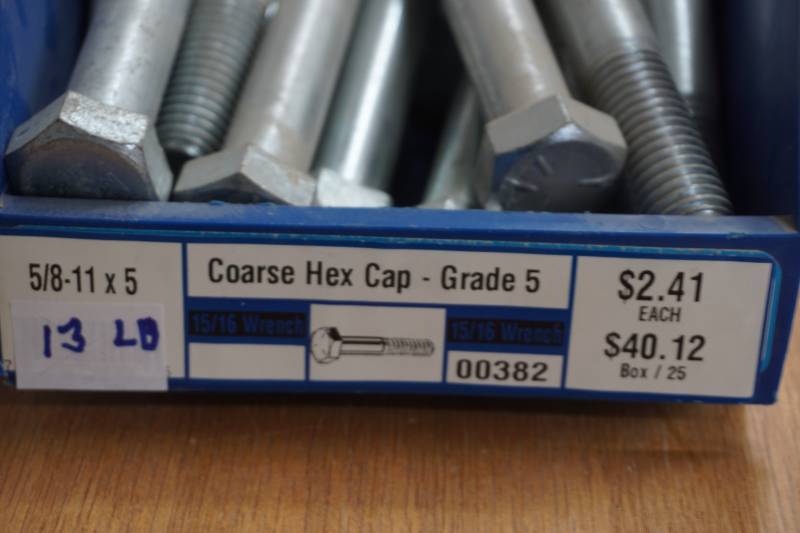 5/8-11 x 5
13 LD
Coarse Hex Cap - Grade 5
15/16 Wrench
15/16 Wrench
00382
$2.41
EACH
$40.12
Box / 25